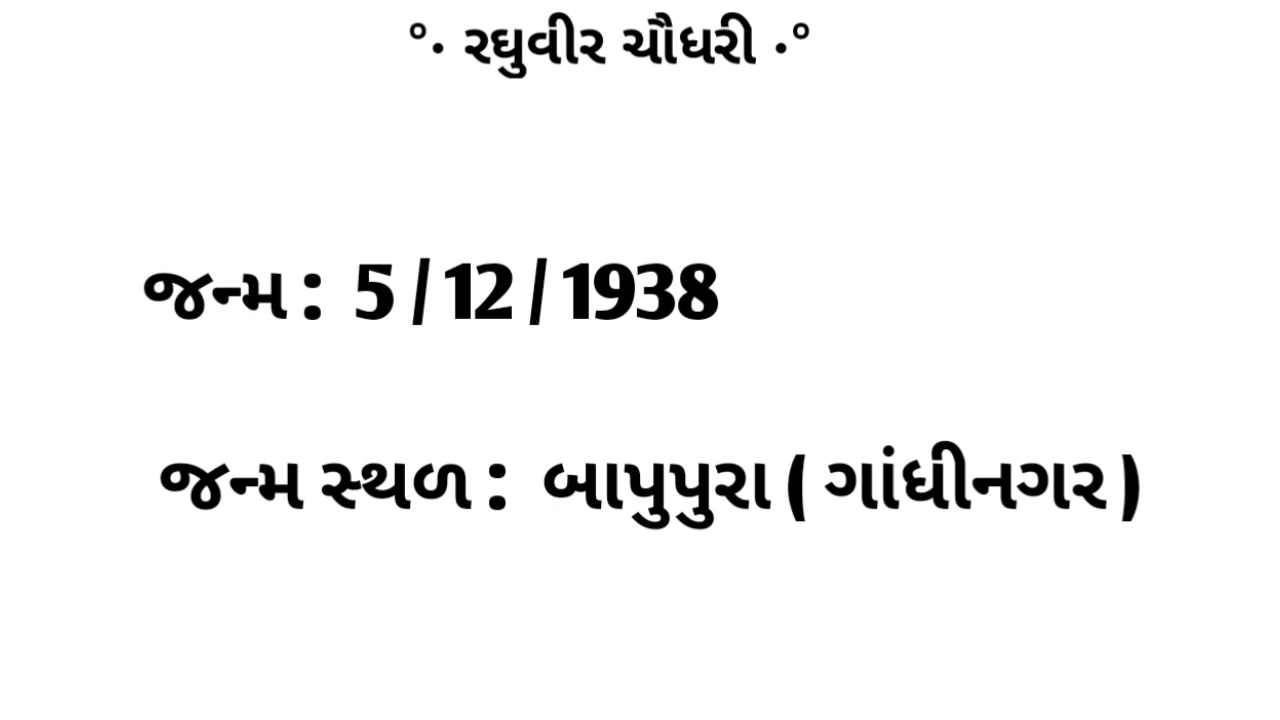 °· રઘુવીર ચૌધરી ·°
જન્મ : 5 / 12 / 1938
જન્મ સ્થળ : બાપુપુરા ( ગાંધીનગર )